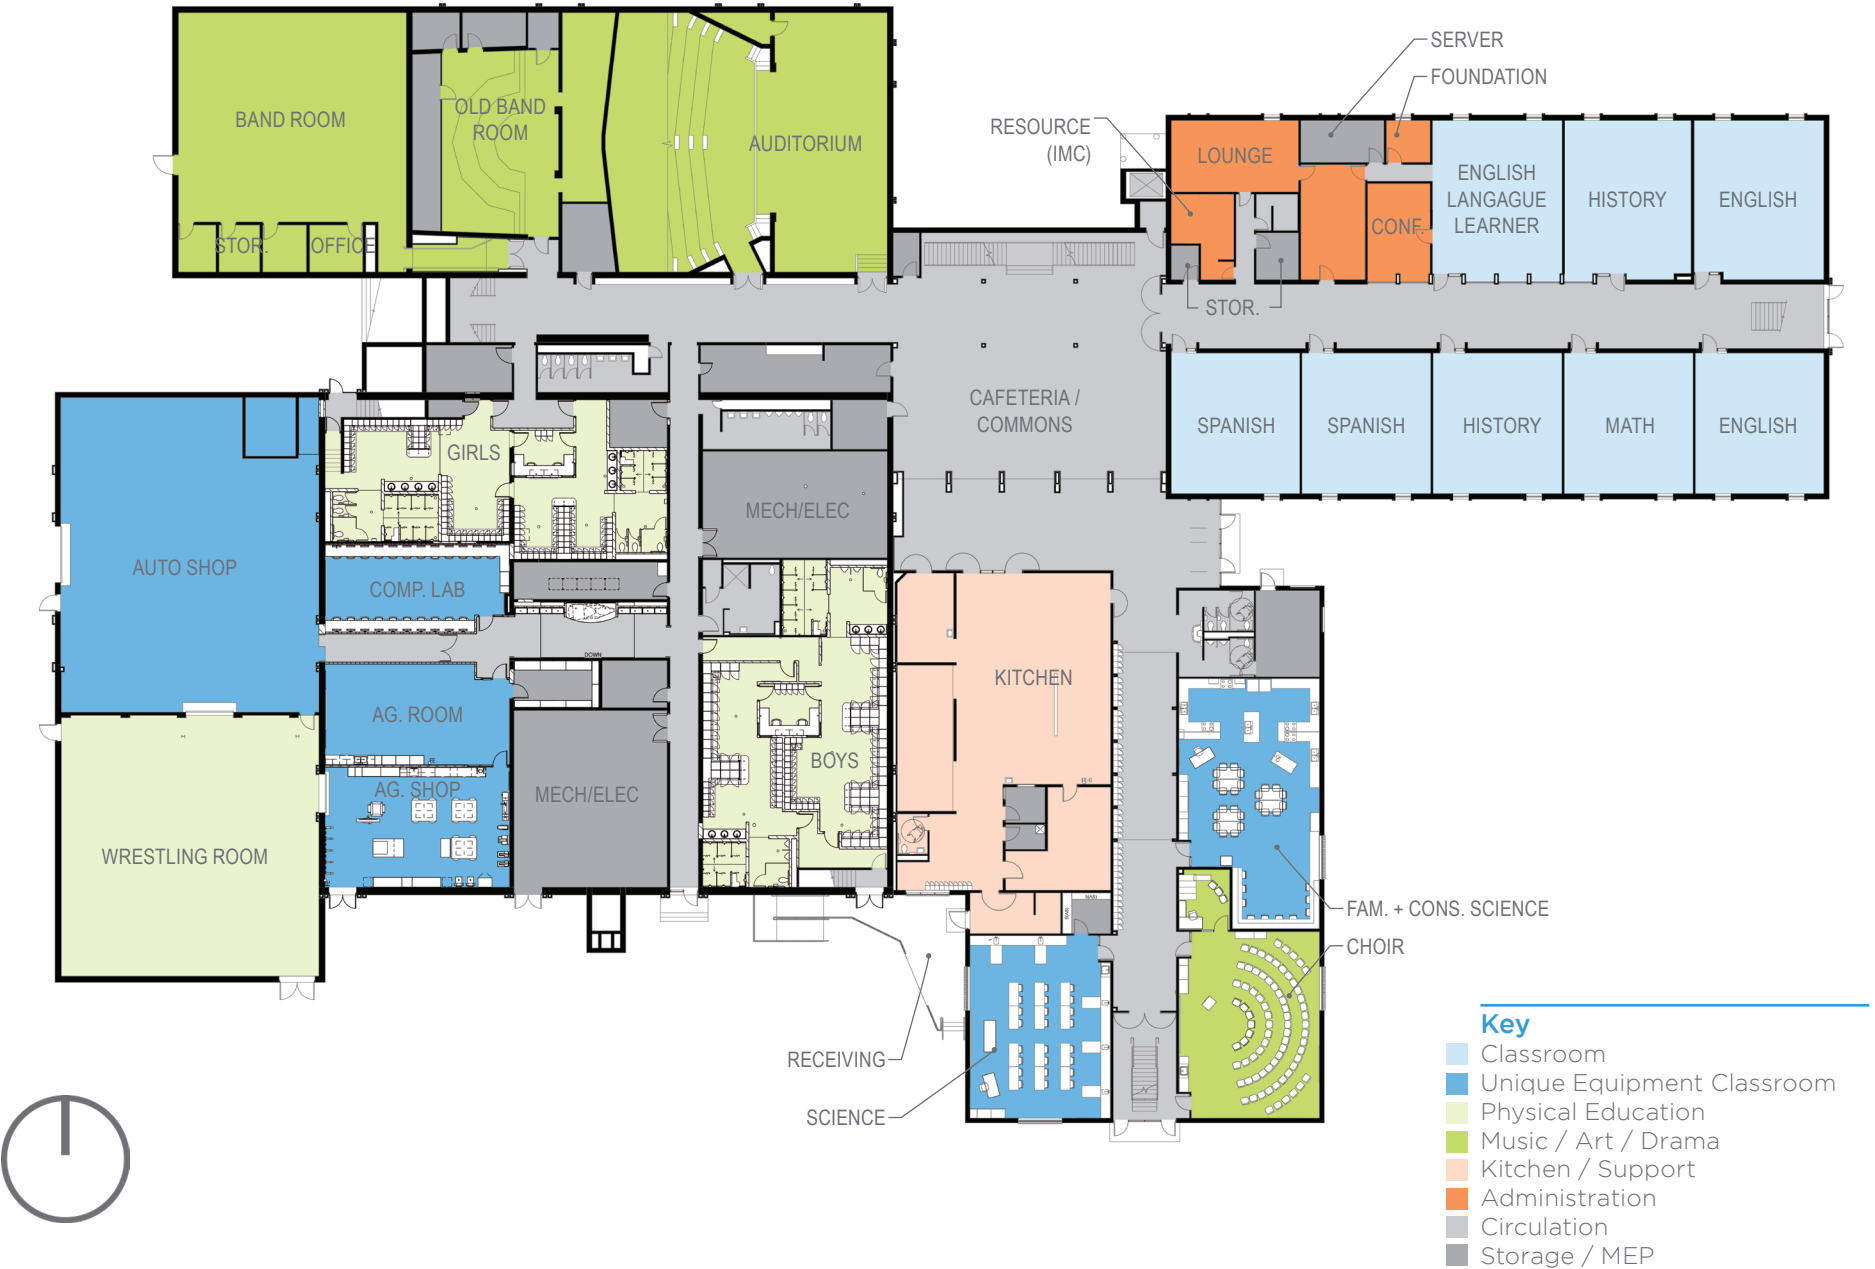 SERVER
FOUNDATION
RESOURCE
(IMC)
BAND ROOM
OLD BAND
ROOM
AUDITORIUM
LOUNGE
ENGLISH
LANGAGUE
LEARNER
HISTORY
ENGLISH
CONF.
STOR.
OFFICE
STOR.
CAFETERIA /
COMMONS
SPANISH
SPANISH
HISTORY
MATH
ENGLISH
GIRLS
MECH/ELEC
AUTO SHOP
COMP. LAB
DOWN
KITCHEN
AG. ROOM
BOYS
AG. SHOP
MECH/ELEC
WRESTLING ROOM
FAM. + CONS. SCIENCE
CHOIR
RECEIVING
SCIENCE
Key
Classroom
Unique Equipment Classroom
Physical Education
Music / Art / Drama
Kitchen / Support
Administration
Circulation
Storage / MEP